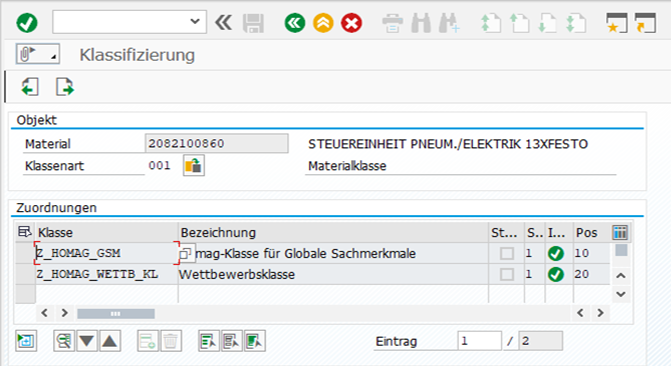 Klassifizierung
Objekt
Material 2082100860 STEUEREINHEIT PNEUM./ELEKTRIK 13XFESTO
Klassenart 001 Materialklasse
Zuordnungen
Klasse Bezeichnung St... S.. I... Pos
Z_HOMAG_GSM mag-Klasse für Globale Sachmerkmale 1 10
Z_HOMAG_WETTB_KL Wettbewerbsklasse 1 20
Eintrag 1 / 2